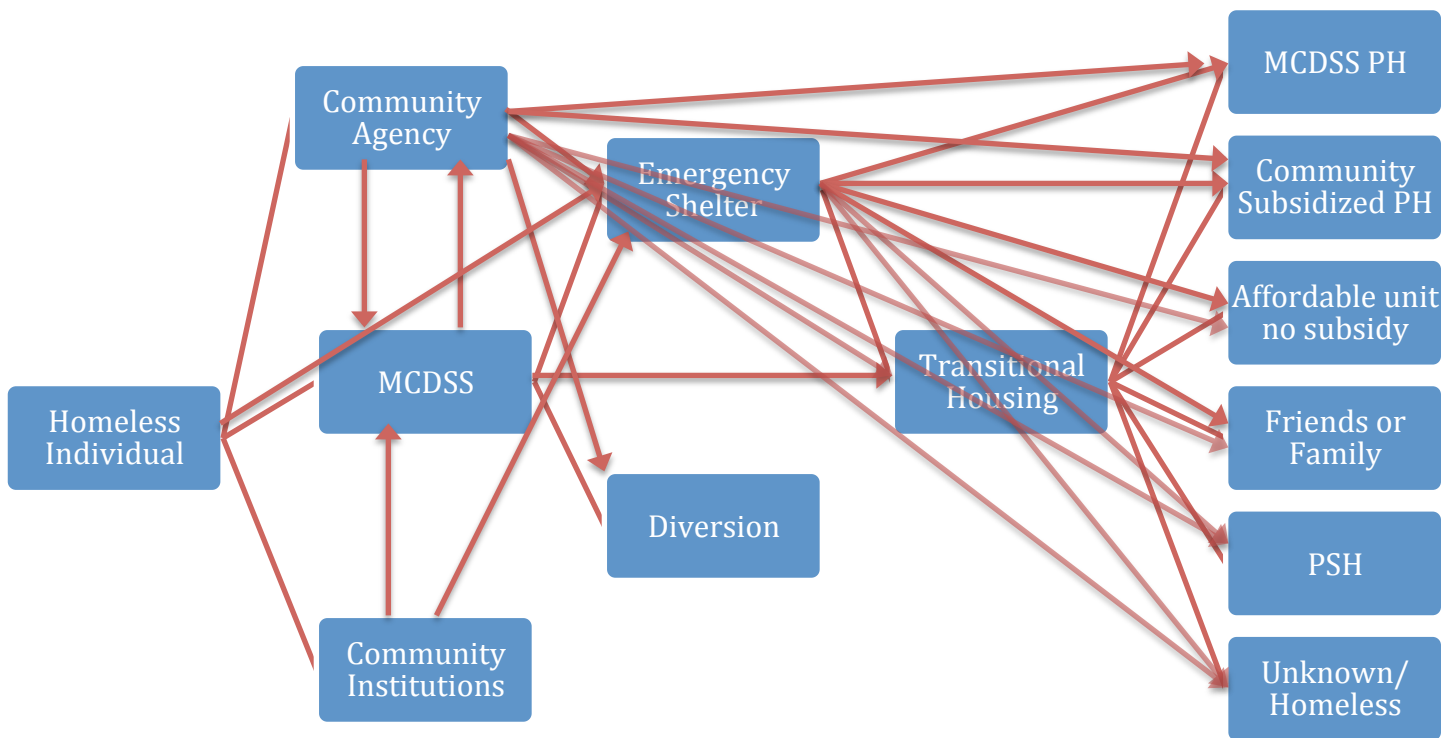 MCDSS PH
Community
Agency
Emergency
Shelter
Community
Subsidized PH
Affordable unit
no subsidy
MCDSS
Transitional
Housing
Homeless
Individual
Friends or
Family
Diversion
PSH
Community
Institutions
Unknown/
Homeless